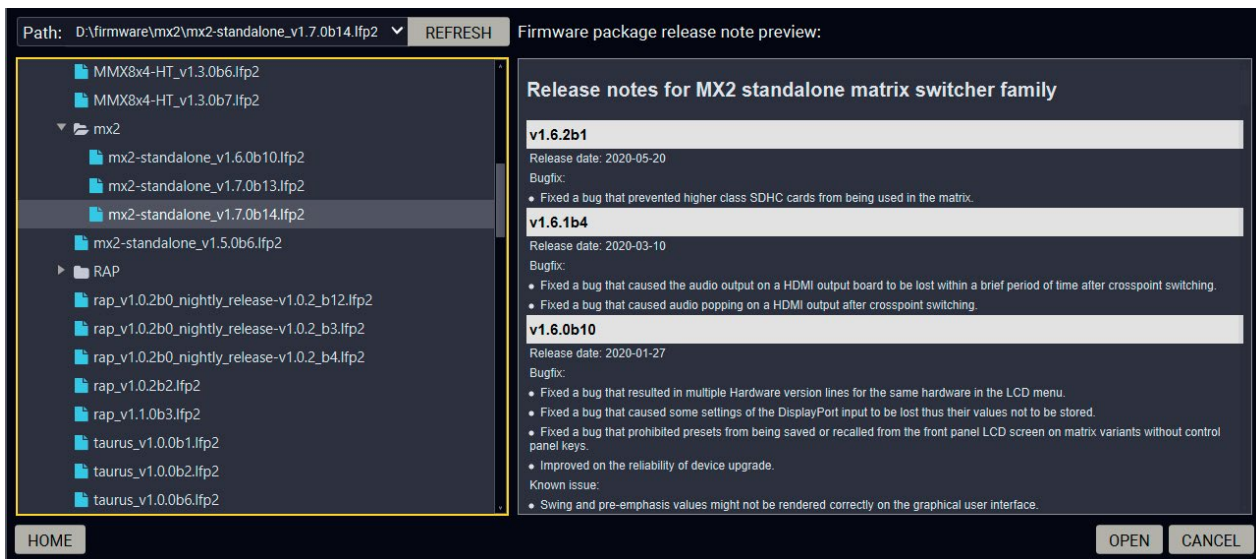 Path: D:\firmware\mx2\mx2-standalone_v1.7.0b14.lfp2 REFRESH
MMX8x4-HT_v1.3.0b6.lfp2
MMX8x4-HT_v1.3.0b7.lfp2
mx2
mx2-standalone_v1.6.0b10.lfp2
mx2-standalone_v1.7.0b13.lfp2
mx2-standalone_v1.7.0b14.lfp2
mx2-standalone_v1.5.0b6.lfp2
RAP
rap_v1.0.2b0_nightly_release-v1.0.2_b12.lfp2
rap_v1.0.2b0_nightly_release-v1.0.2_b3.lfp2
rap_v1.0.2b0_nightly_release-v1.0.2_b4.lfp2
rap_v1.0.2b2.lfp2
rap_v1.1.0b3.lfp2
taurus_v1.0.0b1.lfp2
taurus_v1.0.0b2.lfp2
taurus_v1.0.0b6.lfp2
Firmware package release note preview:
Release notes for MX2 standalone matrix switcher family
v1.6.2b1
Release date: 2020-05-20
Bugfix:
• Fixed a bug that prevented higher class SDHC cards from being used in the matrix.
v1.6.1b4
Release date: 2020-03-10
Bugfix:
• Fixed a bug that caused the audio output on a HDMI output board to be lost within a brief period of time after crosspoint switching.
• Fixed a bug that caused audio popping on a HDMI output after crosspoint switching.
v1.6.0b10
Release date: 2020-01-27
Bugfix:
• Fixed a bug that resulted in multiple Hardware version lines for the same hardware in the LCD menu.
• Fixed a bug that caused some settings of the DisplayPort input to be lost thus their values not to be stored.
• Fixed a bug that prohibited presets from being saved or recalled from the front panel LCD screen on matrix variants without control
panel keys.
• Improved on the reliability of device upgrade.
Known issue:
• Swing and pre-emphasis values might not be rendered correctly on the graphical user interface.
HOME
OPEN CANCEL